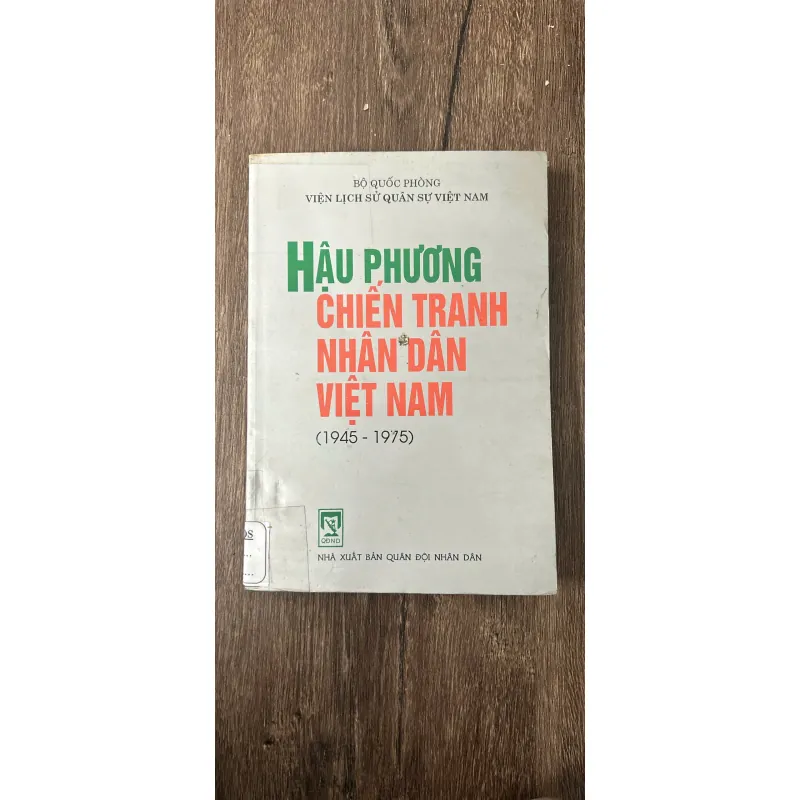 BỘ QUỐC PHÒNG
VIỆN LỊCH SỬ QUÂN SỰ VIỆT NAM
HẬU PHƯƠNG
CHIẾN TRANH
NHÂN DÂN
VIỆT NAM
(1945 - 1975)
QĐND
NHÀ XUẤT BẢN QUÂN ĐỘI NHÂN DÂN